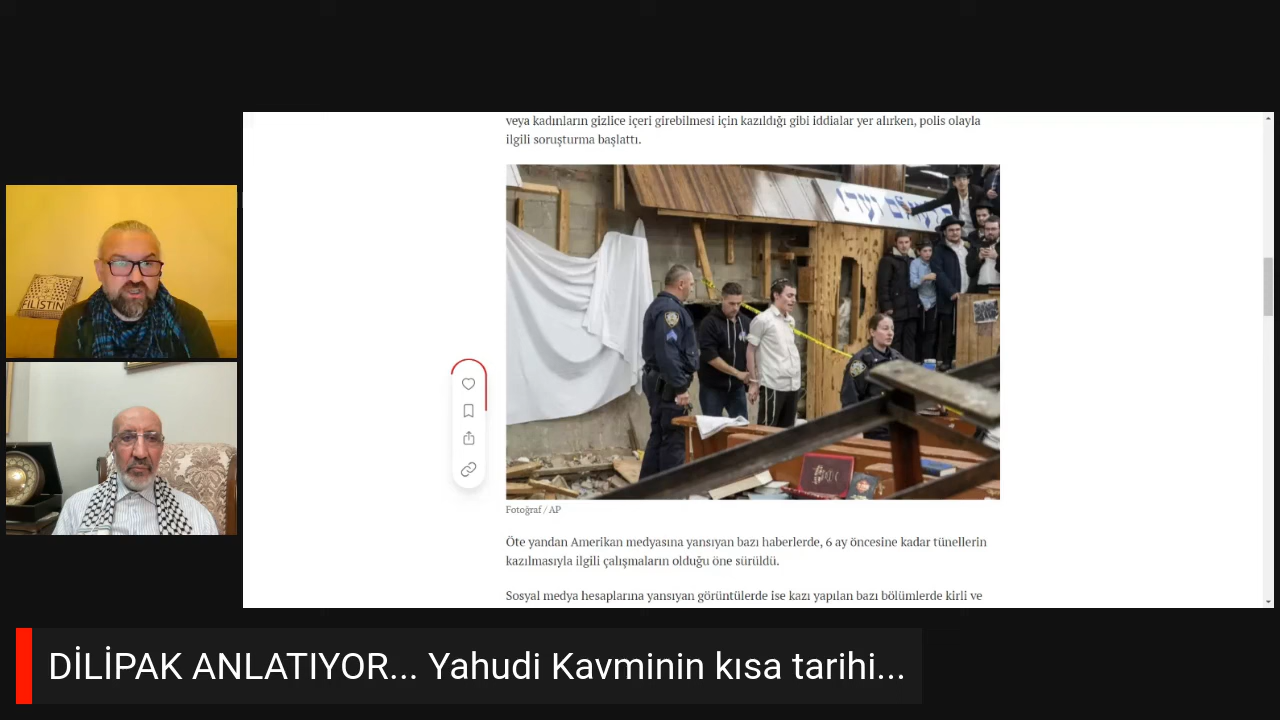 veya kadınların gizlice içeri girebilmesi için kazıldığı gibi iddialar yer alırken, polis olayla
ilgili soruşturma başlattı.
FİLİSTİN
Fotoğraf / AP
Öte yandan Amerikan medyasına yansıyan bazı haberlerde, 6 ay öncesine kadar tünellerin
kazılmasıyla ilgili çalışmaların olduğu öne sürüldü.
Sosyal medya hesaplarına yansıyan görüntülerde ise kazı yapılan bazı bölümlerde kirli ve
DİLİPAK ANLATIYOR... Yahudi Kavminin kısa tarihi...